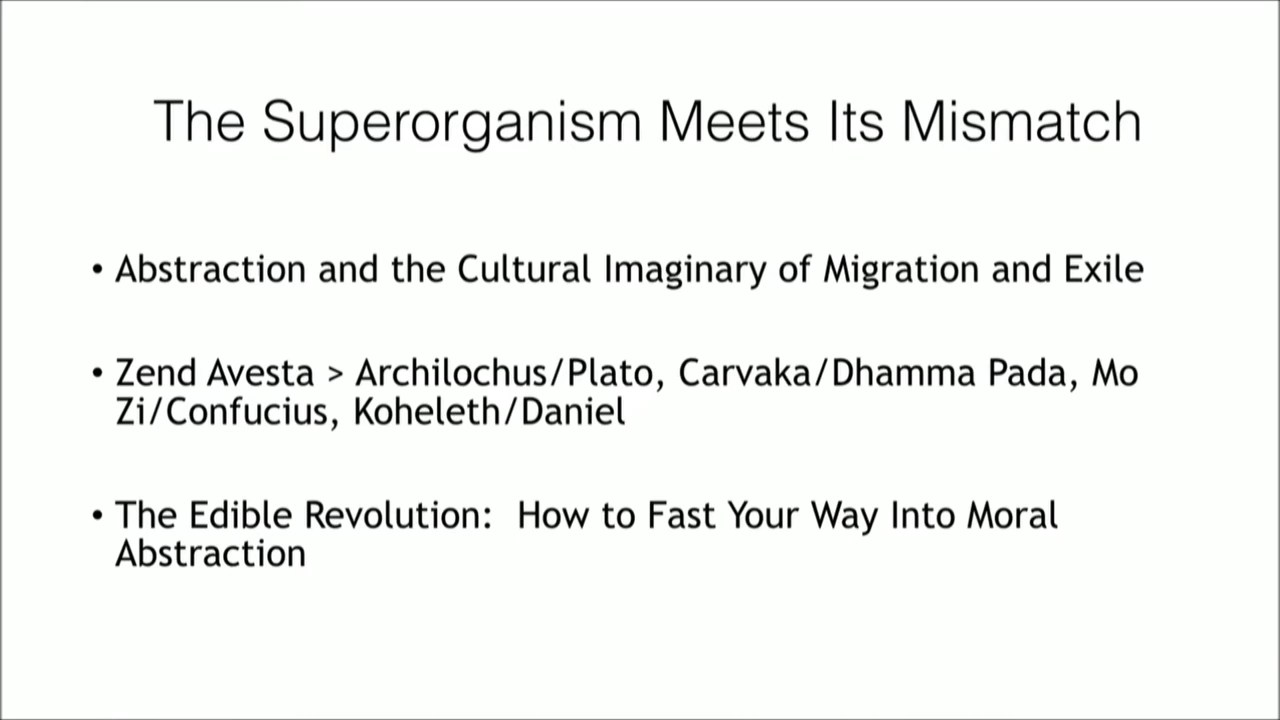 The Superorganism Meets Its Mismatch
• Abstraction and the Cultural Imaginary of Migration and Exile
• Zend Avesta > Archilochus/Plato, Carvaka/Dhamma Pada, Mo
Zi/Confucius, Koheleth/Daniel
• The Edible Revolution:  How to Fast Your Way Into Moral
Abstraction